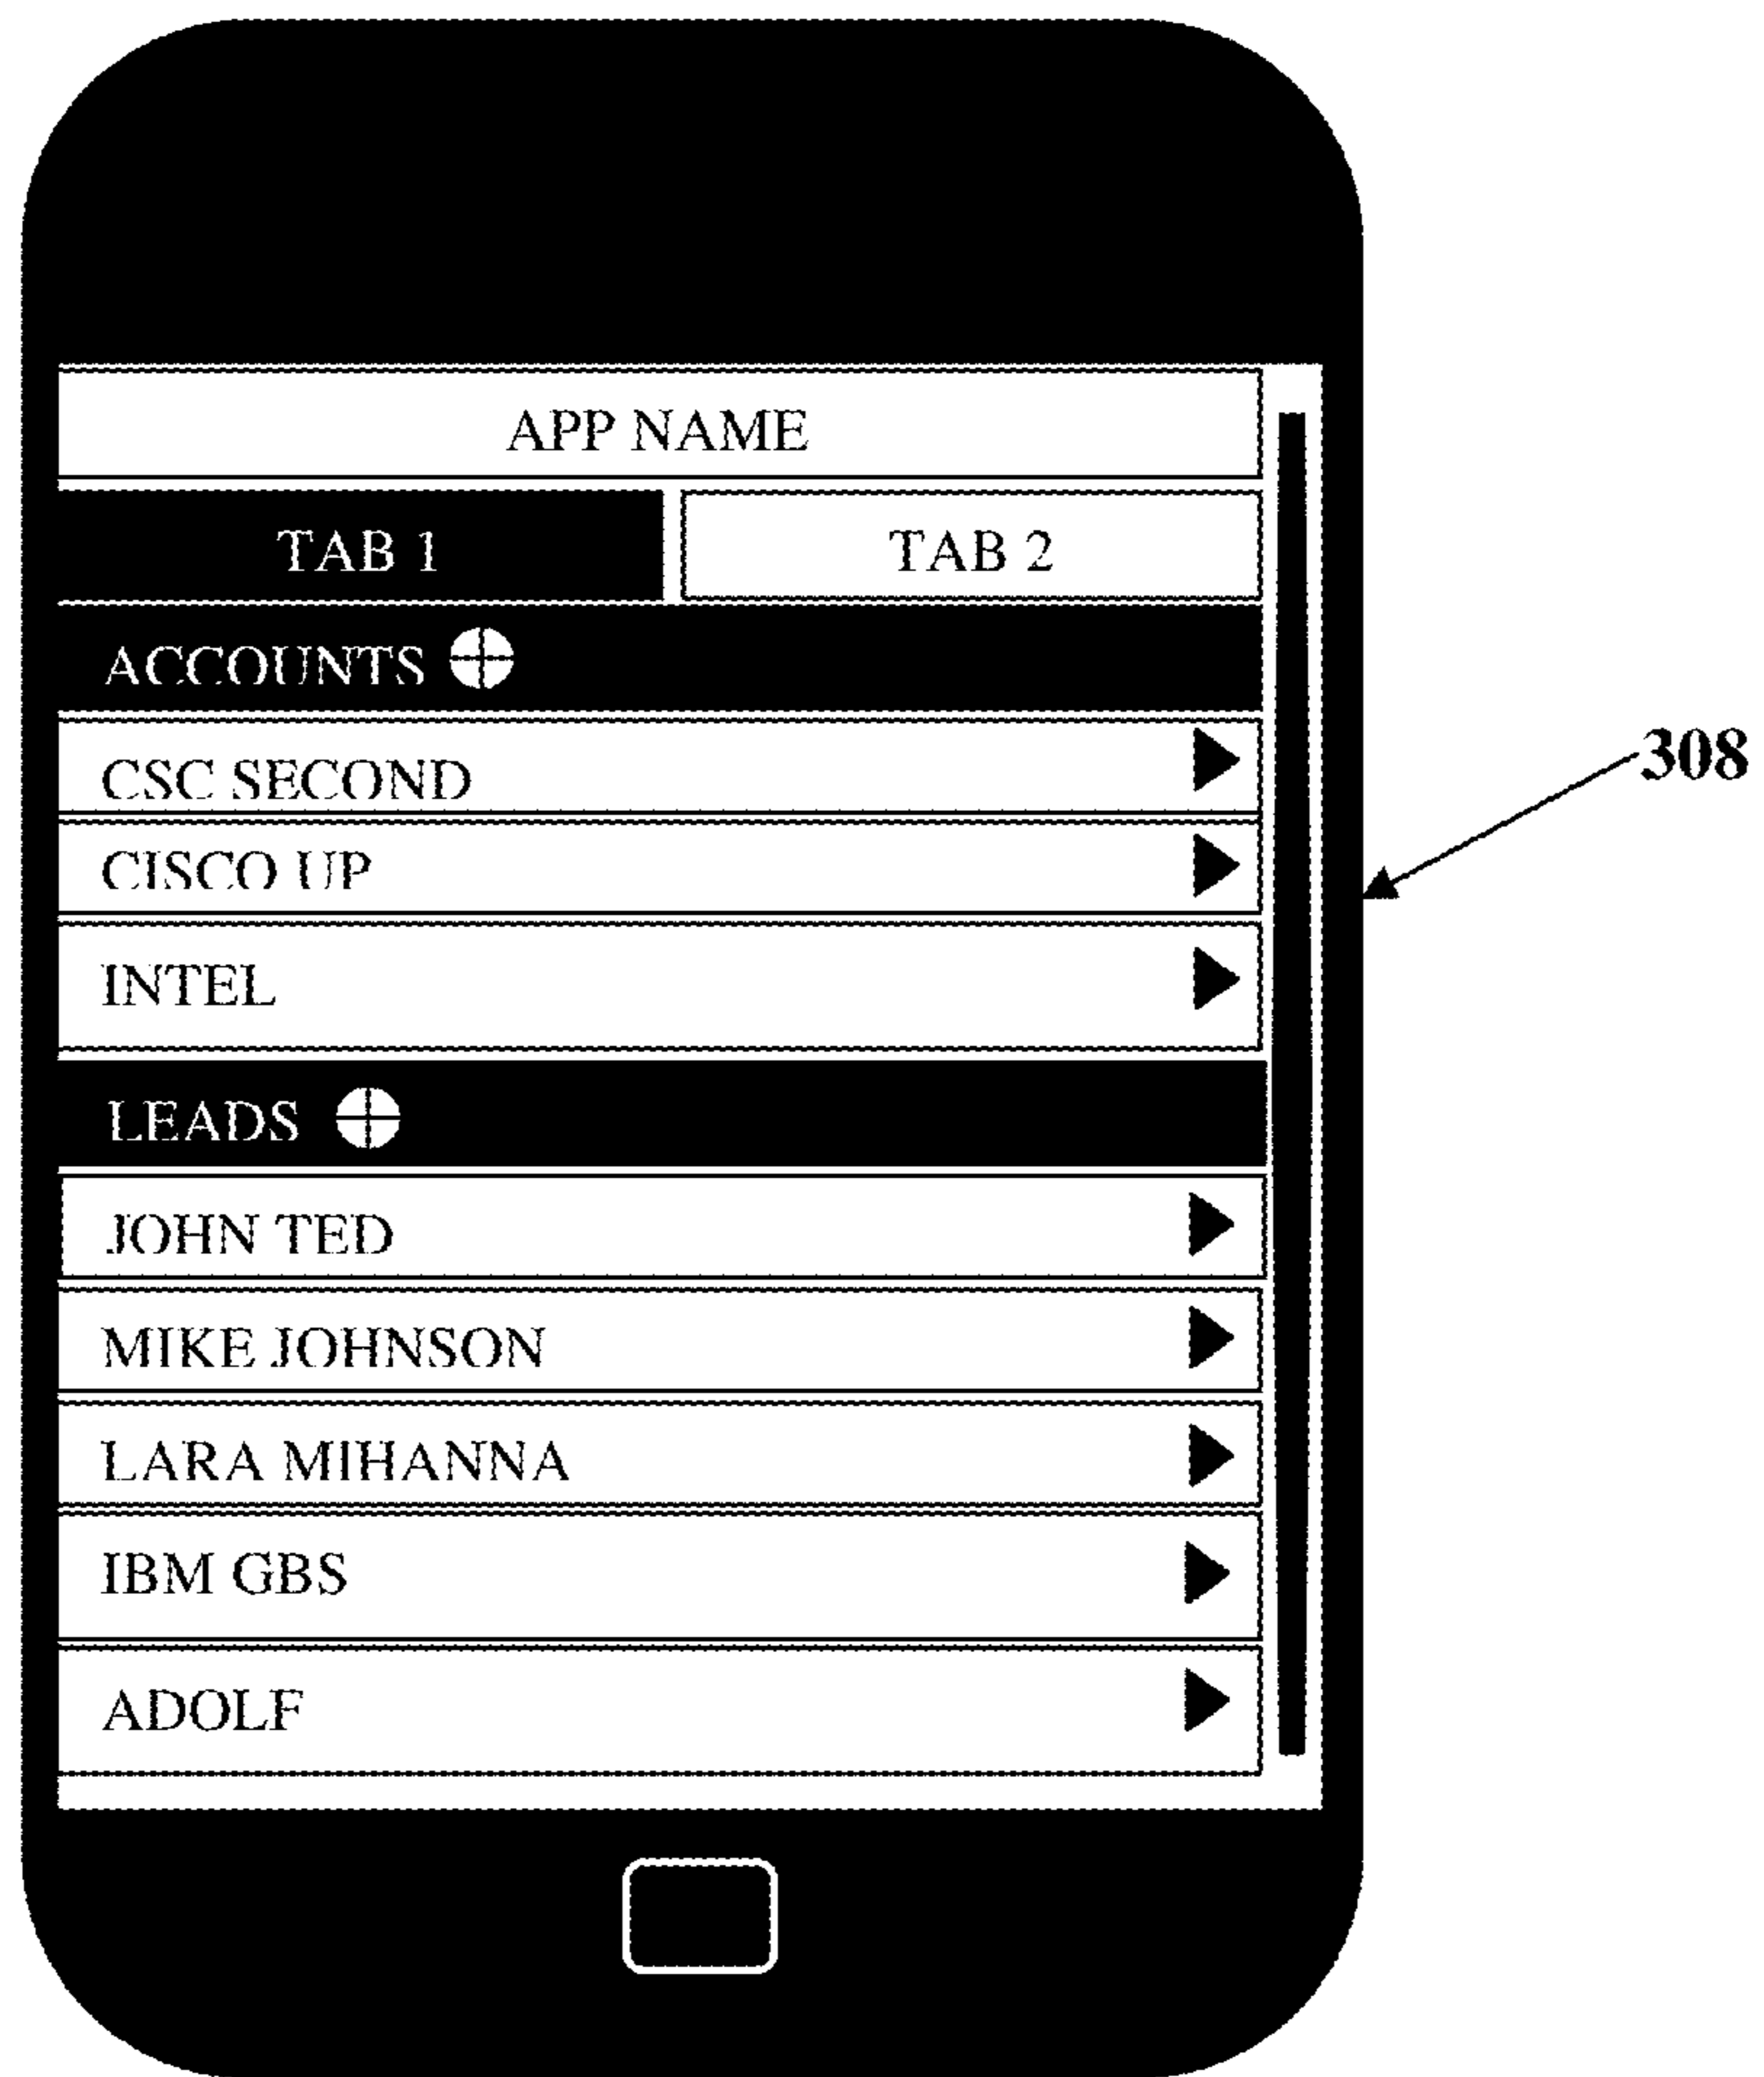 APP NAME
TAB 1 TAB 2
ACCOUNTS
CSC SECOND
308
CISCO UP
INTEL
LEADS
JOHN TED
MIKE JOHNSON
LARA MIHANNA
IBM GBS
ADOLF